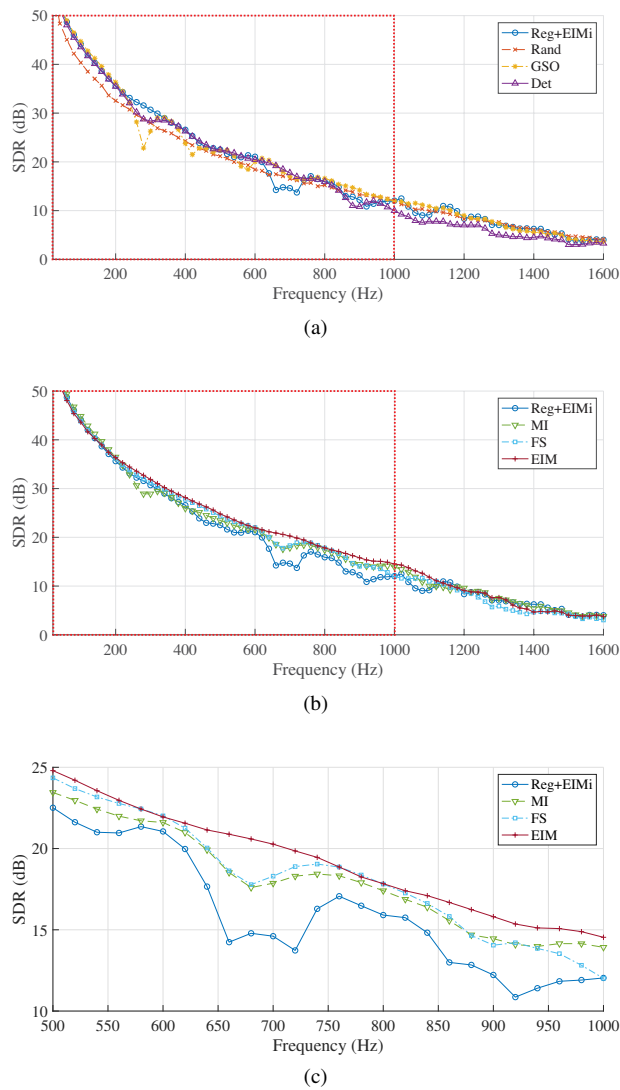 50
40
30
20
10
0
SDR (dB)
200 400 600 800 1000 1200 1400 1600
Frequency (Hz)
Reg+EIMi
Rand
GSO
Det
(a)
50
40
30
20
10
0
SDR (dB)
200 400 600 800 1000 1200 1400 1600
Frequency (Hz)
Reg+EIMi
MI
FS
EIM
(b)
25
20
15
10
SDR (dB)
500 550 600 650 700 750 800 850 900 950 1000
Frequency (Hz)
Reg+EIMi
MI
FS
EIM
(c)